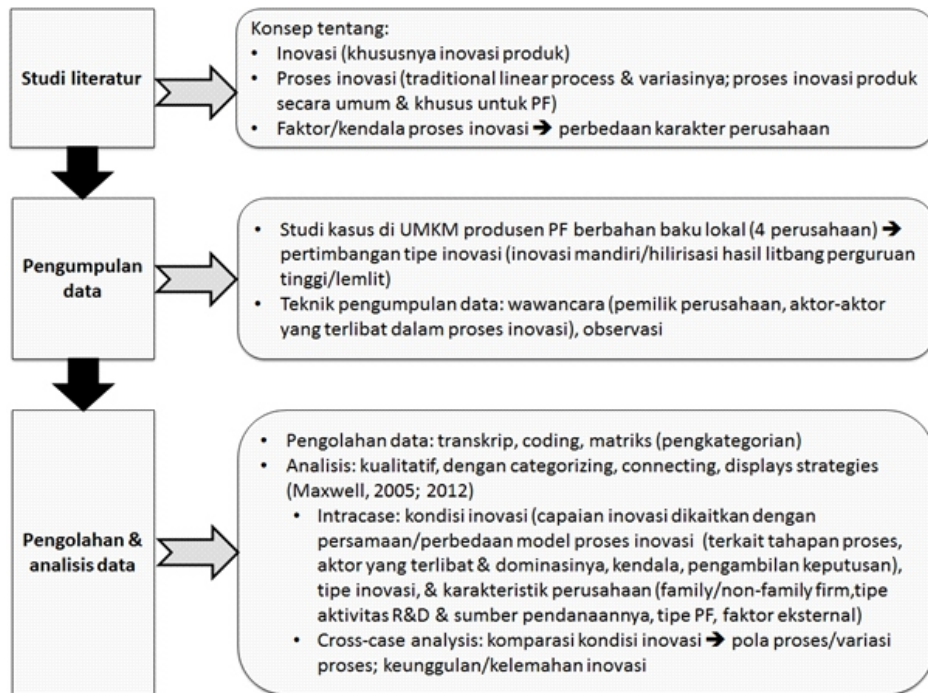 Studi literatur
Konsep tentang:
• Inovasi (khususnya inovasi produk)
• Proses inovasi (traditional linear process & variasinya; proses inovasi produk
secara umum & khusus untuk PF)
• Faktor/kendala proses inovasi ➔ perbedaan karakter perusahaan
Pengumpulan
data
• Studi kasus di UMKM produsen PF berbahan baku lokal (4 perusahaan) ➔
pertimbangan tipe inovasi (inovasi mandiri/hilirisasi hasil litbang perguruan
tinggi/lemlit)
• Teknik pengumpulan data: wawancara (pemilik perusahaan, aktor-aktor
yang terlibat dalam proses inovasi), observasi
Pengolahan &
analisis data
• Pengolahan data: transkrip, coding, matriks (pengkategorian)
• Analisis: kualitatif, dengan categorizing, connecting, displays strategies
(Maxwell, 2005; 2012)
• Intracase: kondisi inovasi (capaian inovasi dikaitkan dengan
persamaan/perbedaan model proses inovasi (terkait tahapan proses,
aktor yang terlibat & dominasinya, kendala, pengambilan keputusan),
tipe inovasi, & karakteristik perusahaan (family/non-family firm,tipe
aktivitas R&D & sumber pendanaannya, tipe PF, faktor eksternal)
• Cross-case analysis: komparasi kondisi inovasi ➔ pola proses/variasi
proses; keunggulan/kelemahan inovasi